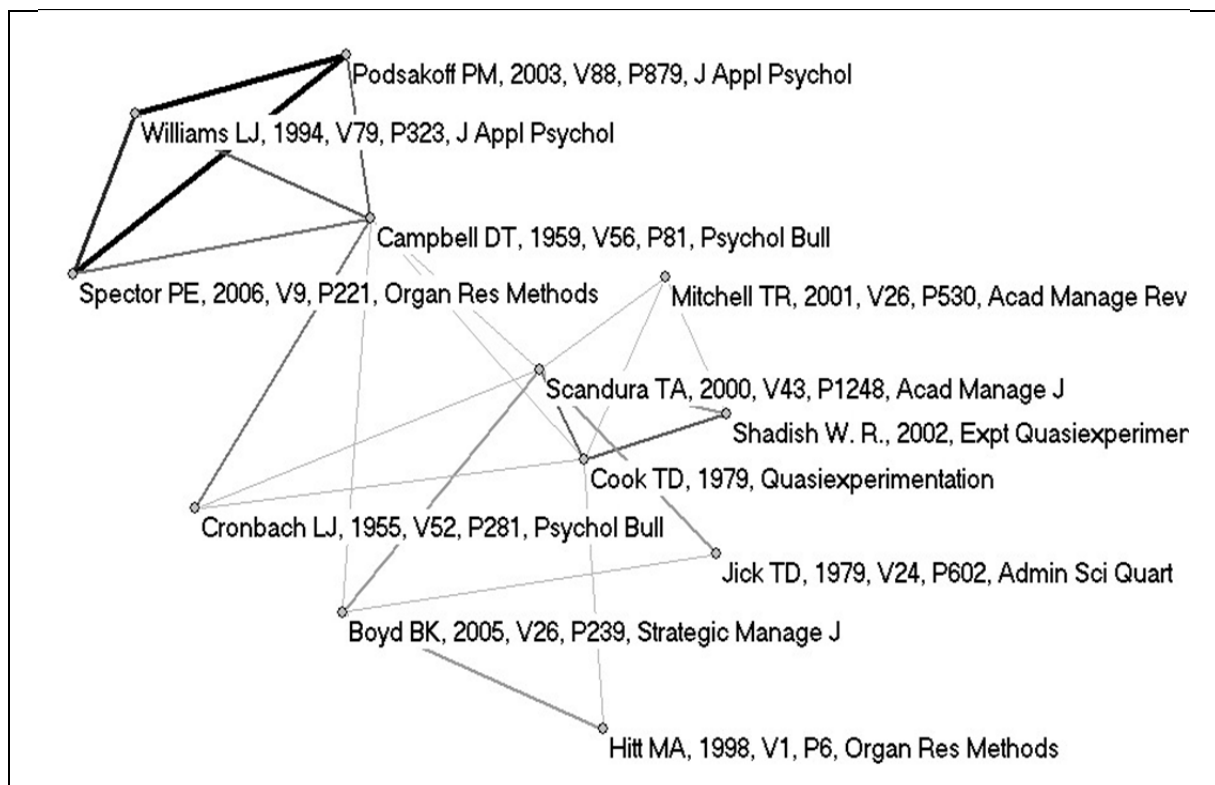 Podsakoff PM, 2003, V88, P879, J Appl Psychol
Williams LJ, 1994, V79, P323, J Appl Psychol
Campbell DT, 1959, V56, P81, Psychol Bull
Spector PE, 2006, V9, P221, Organ Res Methods
Mitchell TR, 2001, V26, P530, Acad Manage Rev
Scandura TA, 2000, V43, P1248, Acad Manage J
Shadish W. R., 2002, Expt Quasiexperimen
Cook TD, 1979, Quasiexperimentation
Cronbach LJ, 1955, V52, P281, Psychol Bull
Jick TD, 1979, V24, P602, Admin Sci Quart
Boyd BK, 2005, V26, P239, Strategic Manage J
Hitt MA, 1998, V1, P6, Organ Res Methods